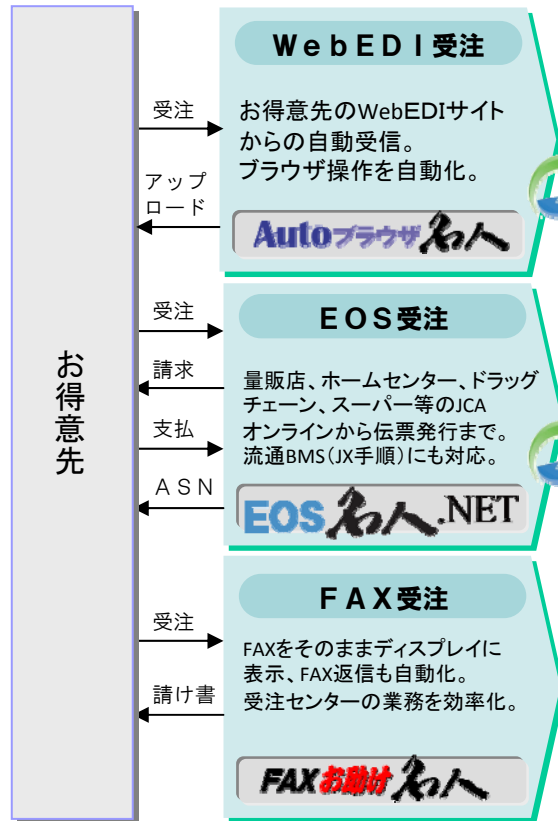 お得意先
WebEDI受注
受注
お得意先のWebEDIサイト
からの自動受信。
ブラウザ操作を自動化。
アップ
ロード
Autoブラウザ名人
EOS受注
受注
請求
支払
ASN
量販店、ホームセンター、ドラッグ
チェーン、スーパー等のJCA
オンラインから伝票発行まで。
流通BMS(JX手順)にも対応。
EOS名人.NET
FAX受注
受注
請け書
FAXをそのままディスプレイに
表示、FAX返信も自動化。
受注センターの業務を効率化。
FAXお助け名人